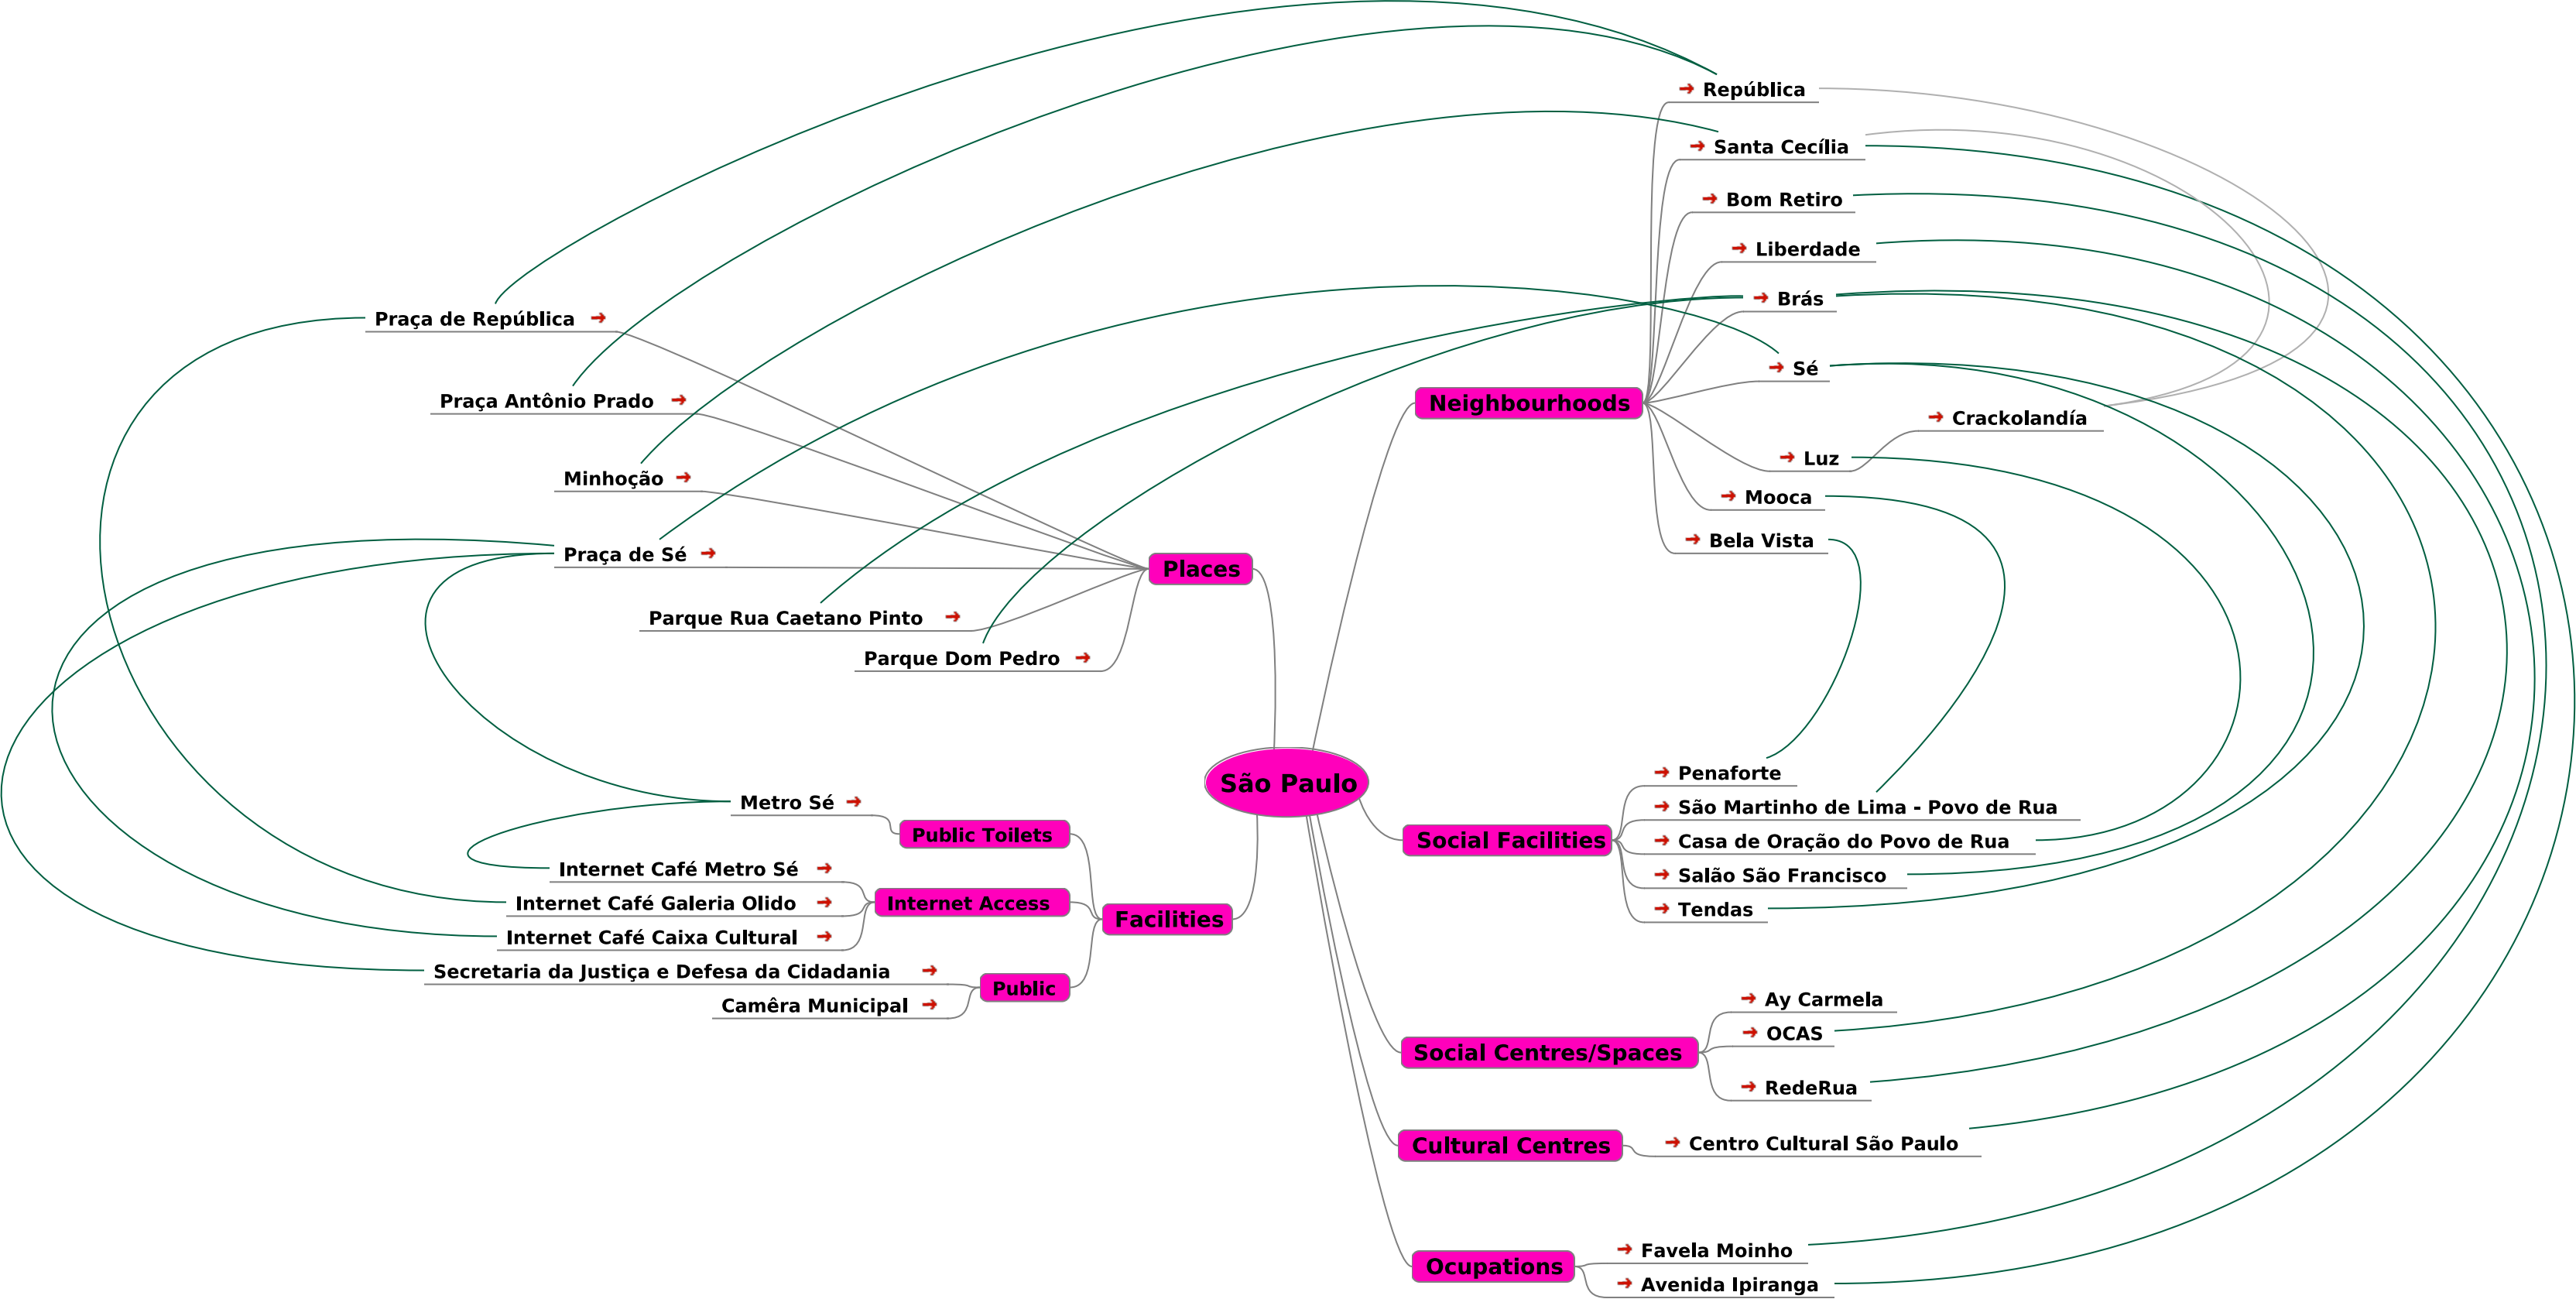 República
Santa Cecília
Bom Retiro
Liberdade
Brás
Sé
Neighbourhoods
Crackolandía
Luz
Mooca
Bela Vista
Praça de República
Praça Antônio Prado
Minhoção
Praça de Sé
Places
Parque Rua Caetano Pinto
Parque Dom Pedro
São Paulo
Metro Sé
Public Toilets
Internet Café Metro Sé
Internet Café Galeria Olido
Internet Access
Internet Café Caixa Cultural
Facilities
Secretaria da Justiça e Defesa da Cidadania
Public
Camêra Municipal
Penaforte
São Martinho de Lima - Povo de Rua
Social Facilities
Casa de Oração do Povo de Rua
Salão São Francisco
Tendas
Ay Carmela
OCAS
Social Centres/Spaces
RedeRua
Cultural Centres
Centro Cultural São Paulo
Favela Moinho
Ocupations
Avenida Ipiranga